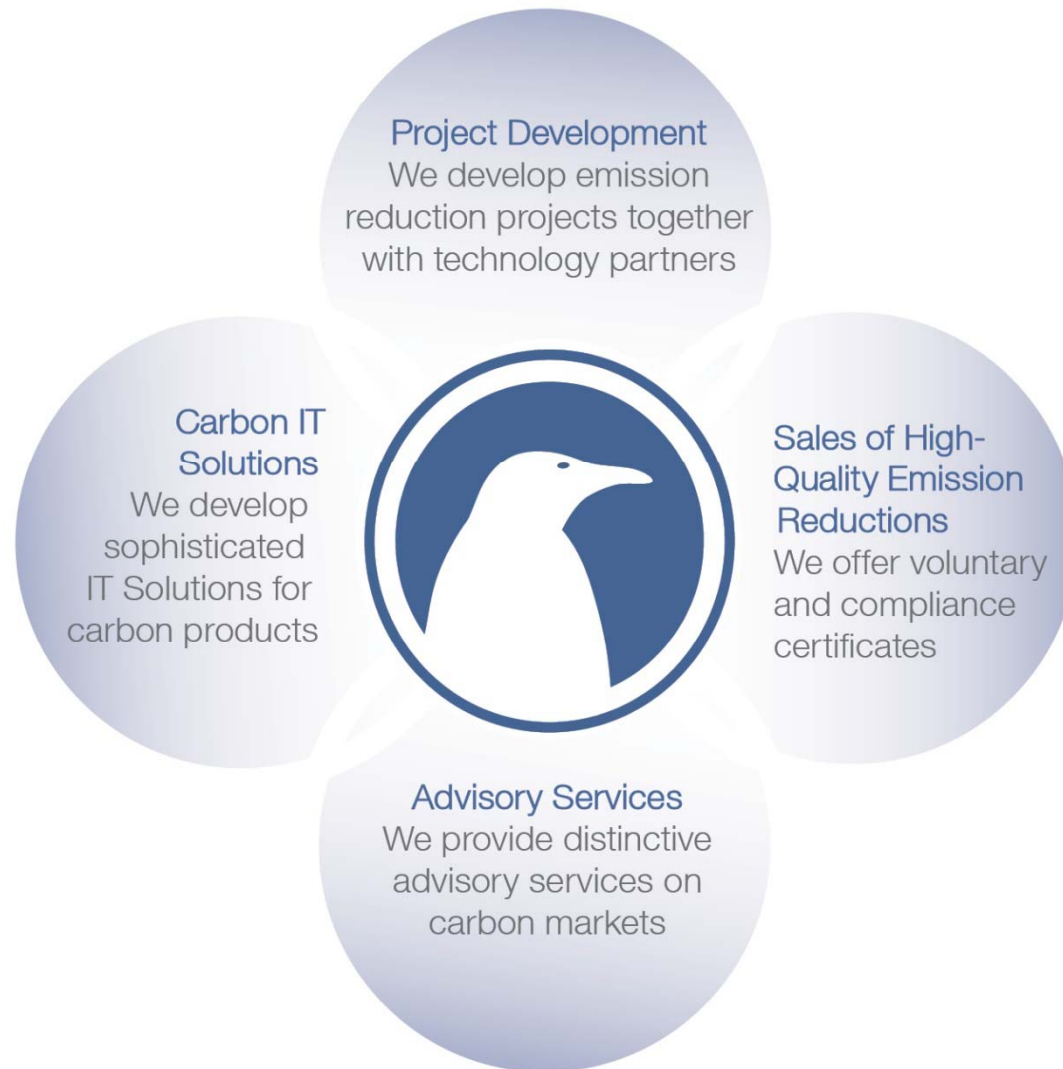 Project Development
We develop emission
reduction projects together
with technology partners
Carbon IT
Solutions
We develop
sophisticated
IT Solutions for
carbon products
Sales of High-
Quality Emission
Reductions
We offer voluntary
and compliance
certificates
Advisory Services
We provide distinctive
advisory services on
carbon markets